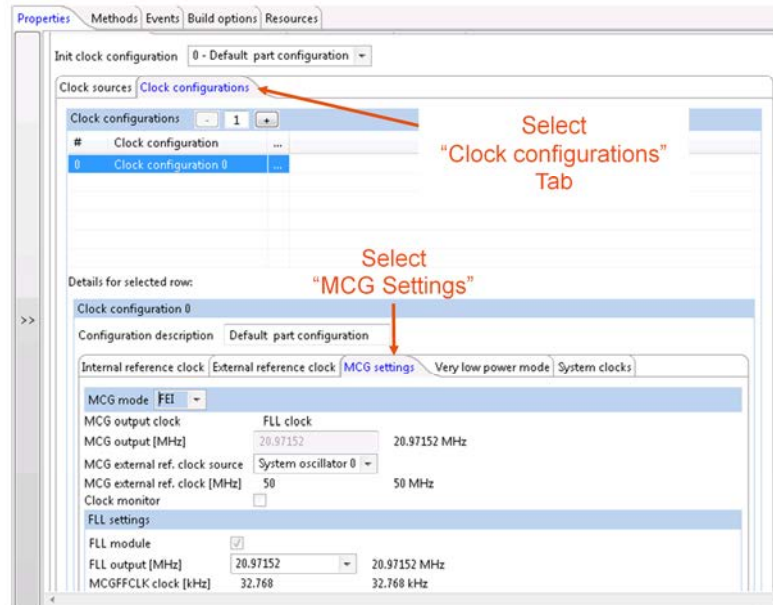 Properties Methods Events Build options Resources
Init clock configuration 0 - Default part configuration
Clock sources Clock configurations
Clock configurations - 1 +
# Clock configuration ...
0 Clock configuration 0 ...
Select
“Clock configurations”
Tab
Select
“MCG Settings”
Details for selected row:
>>
Clock configuration 0
Configuration description Default part configuration
Internal reference clock External reference clock MCG settings Very low power mode System clocks
MCG mode FEI
MCG output clock FLL clock
MCG output [MHz] 20.97152 20.97152 MHz
MCG external ref. clock source System oscillator 0
MCG external ref. clock [MHz] 50 50 MHz
Clock monitor
FLL settings
FLL module
FLL output [MHz] 20.97152 20.97152 MHz
MCGFFCLK clock [kHz] 32.768 32.768 kHz